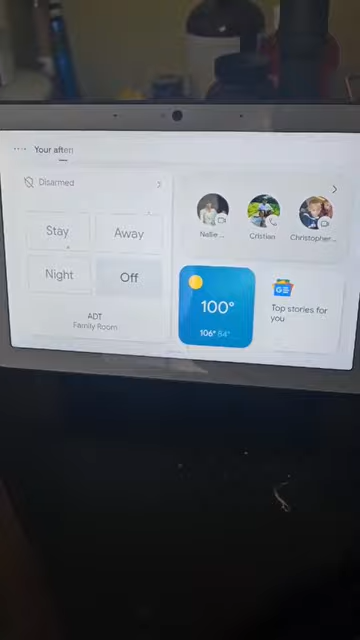 Your aften
Disarmed
Stay
Away
Night
Off
ADT
Family Room
Cristian
Christopher...
100°
106° 84°
GE
Top stories for
you